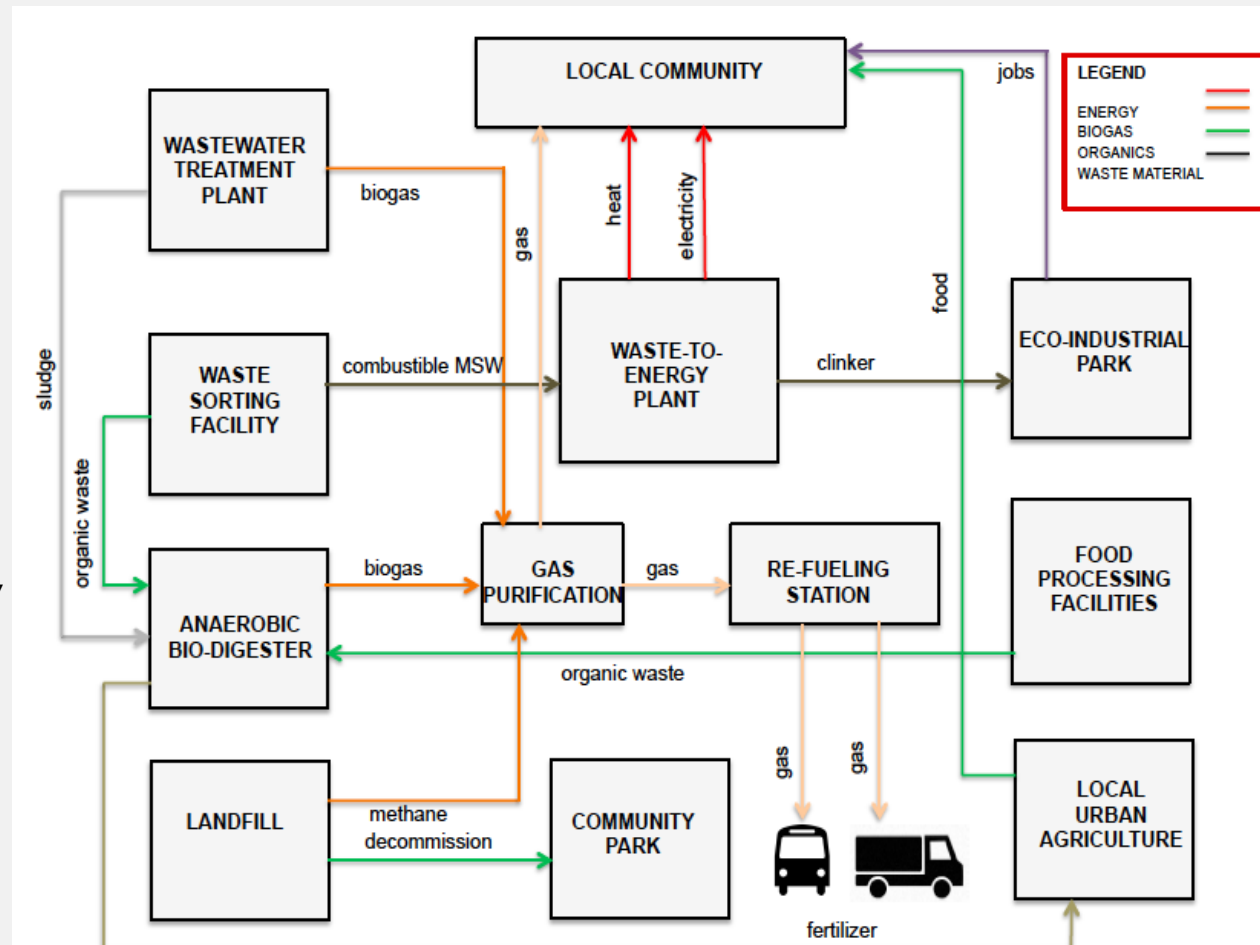 LOCAL COMMUNITY
jobs
LEGEND
ENERGY
BIOGAS
ORGANICS
WASTE MATERIAL
WASTEWATER
TREATMENT
PLANT
biogas
gas
heat
electricity
food
sludge
WASTE
SORTING
FACILITY
combustible MSW
WASTE-TO-
ENERGY
PLANT
clinker
ECO-INDUSTRIAL
PARK
organic waste
ANAEROBIC
BIO-DIGESTER
biogas
GAS
PURIFICATION
gas
RE-FUELING
STATION
FOOD
PROCESSING
FACILITIES
organic waste
LANDFILL
methane
decommission
COMMUNITY
PARK
gas
gas
LOCAL
URBAN
AGRICULTURE
fertilizer